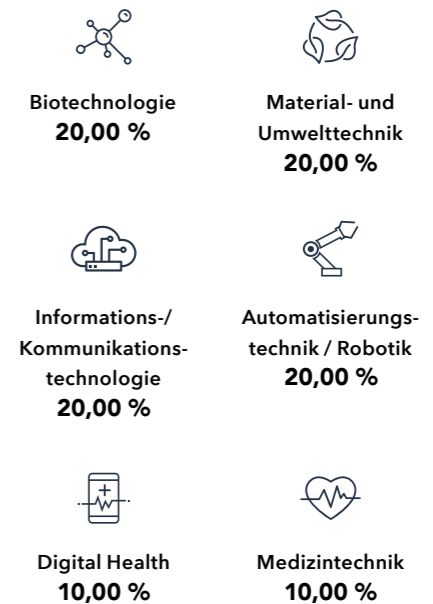 Biotechnologie
20,00 %
Material- und
Umwelttechnik
20,00 %
Informations-/
Kommunikations-
technologie
20,00 %
Automatisierungs-
technik / Robotik
20,00 %
Digital Health
10,00 %
Medizintechnik
10,00 %